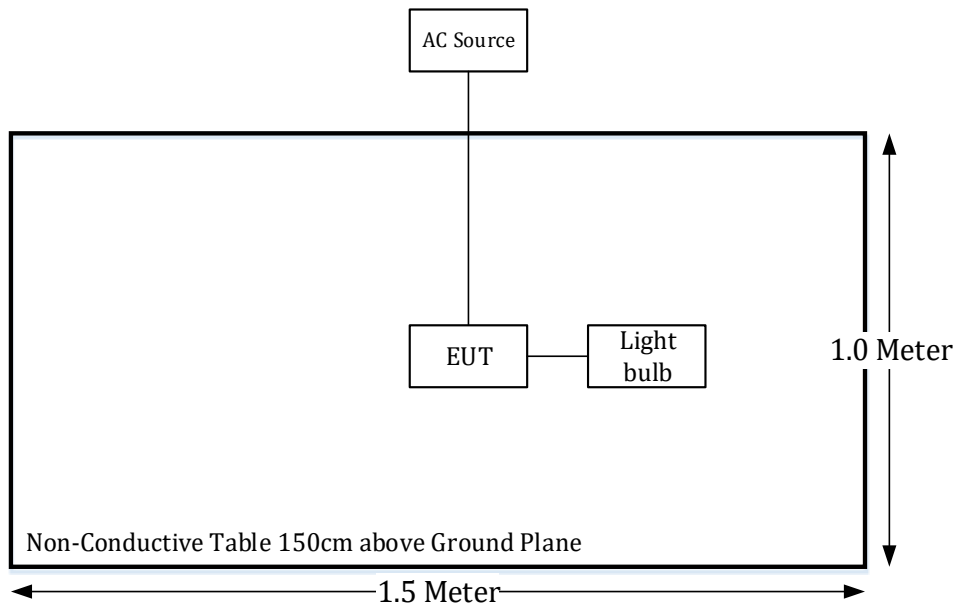 AC Source
EUT
Light
bulb
1.0 Meter
Non-Conductive Table 150cm above Ground Plane
1.5 Meter